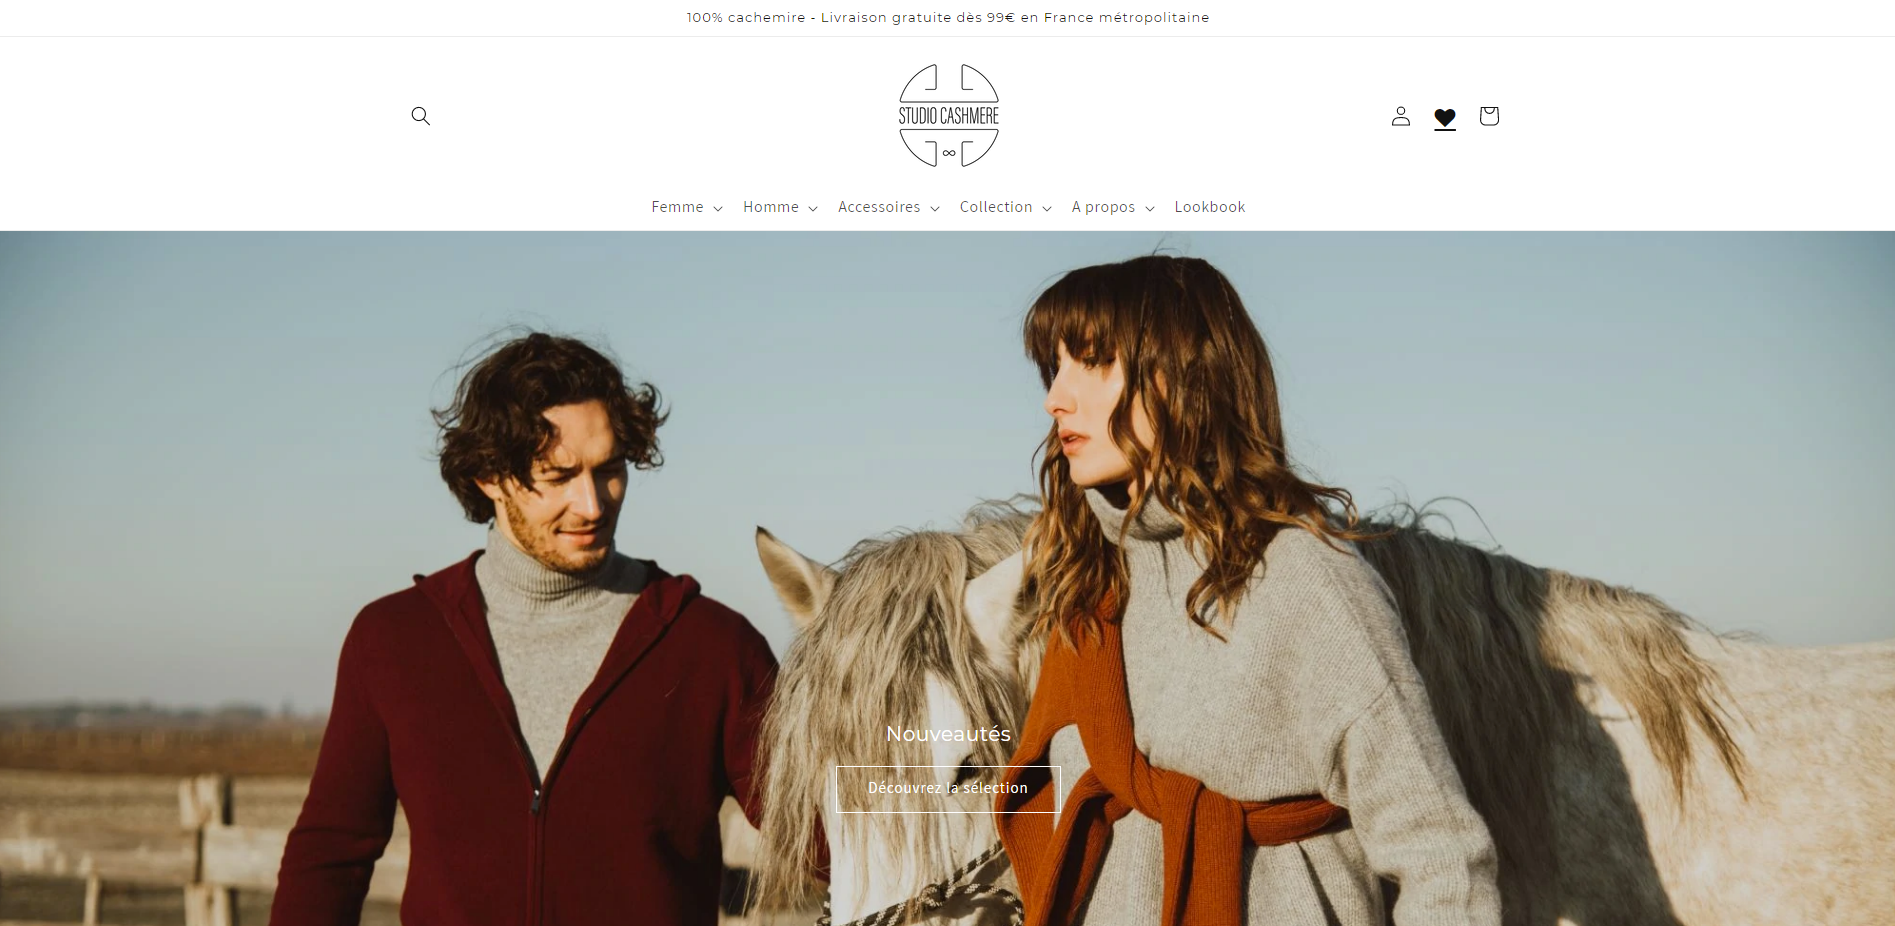 100% cachemire - Livraison gratuite dès 99€ en France métropolitaine
STUDIO CASHMERE
Femme
Homme
Accessoires
Collection
A propos
Lookbook
Nouveautés
Découvrez la sélection